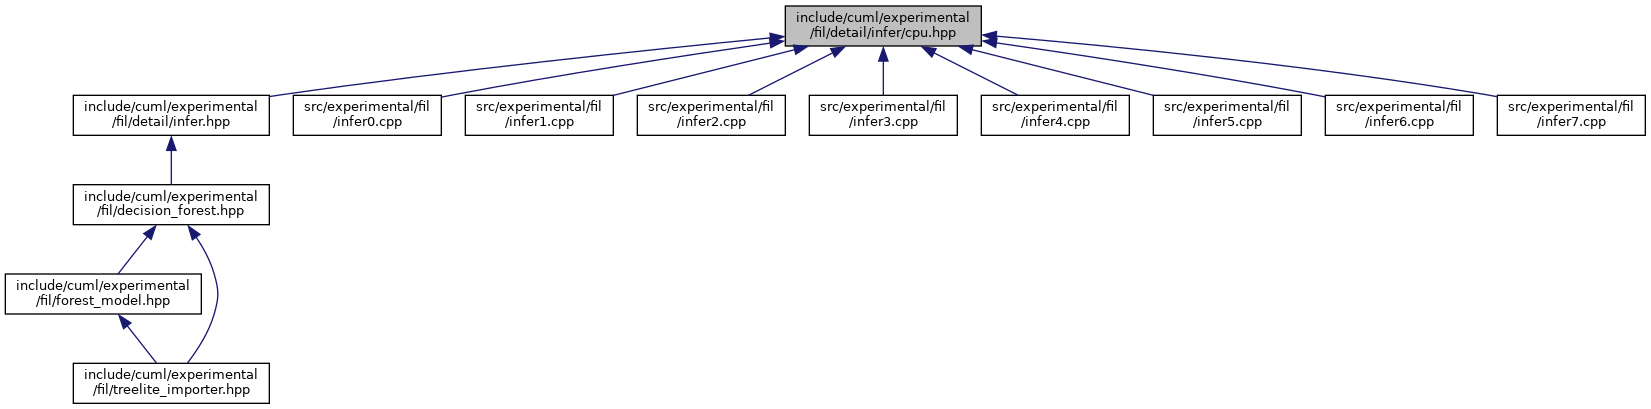 include/cuml/experimental
/fil/detail/infer/cpu.hpp
include/cuml/experimental
/fil/detail/infer.hpp
src/experimental/fil
/infer0.cpp
src/experimental/fil
/infer1.cpp
src/experimental/fil
/infer2.cpp
src/experimental/fil
/infer3.cpp
src/experimental/fil
/infer4.cpp
src/experimental/fil
/infer5.cpp
src/experimental/fil
/infer6.cpp
src/experimental/fil
/infer7.cpp
include/cuml/experimental
/fil/decision_forest.hpp
include/cuml/experimental
/fil/forest_model.hpp
include/cuml/experimental
/fil/treelite_importer.hpp